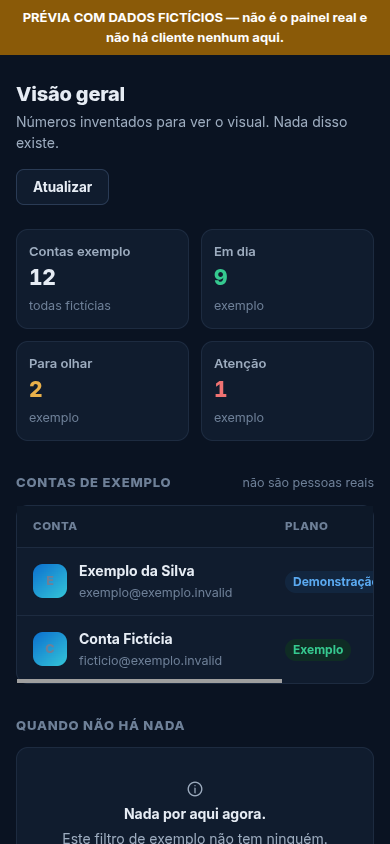 PRÉVIA COM DADOS FICTÍCIOS — não é o painel real e
não há cliente nenhum aqui.
Visão geral
Números inventados para ver o visual. Nada disso
existe.
Atualizar
Contas exemplo
12
todas fictícias
Em dia
9
exemplo
Para olhar
2
exemplo
Atenção
1
exemplo
CONTAS DE EXEMPLO
não são pessoas reais
CONTA
PLANO
Exemplo da Silva
exemplo@exemplo.invalid
Demonstração
Conta Fictícia
ficticio@exemplo.invalid
Exemplo
QUANDO NÃO HÁ NADA
Nada por aqui agora.
Este filtro de exemplo não tem ninguém.